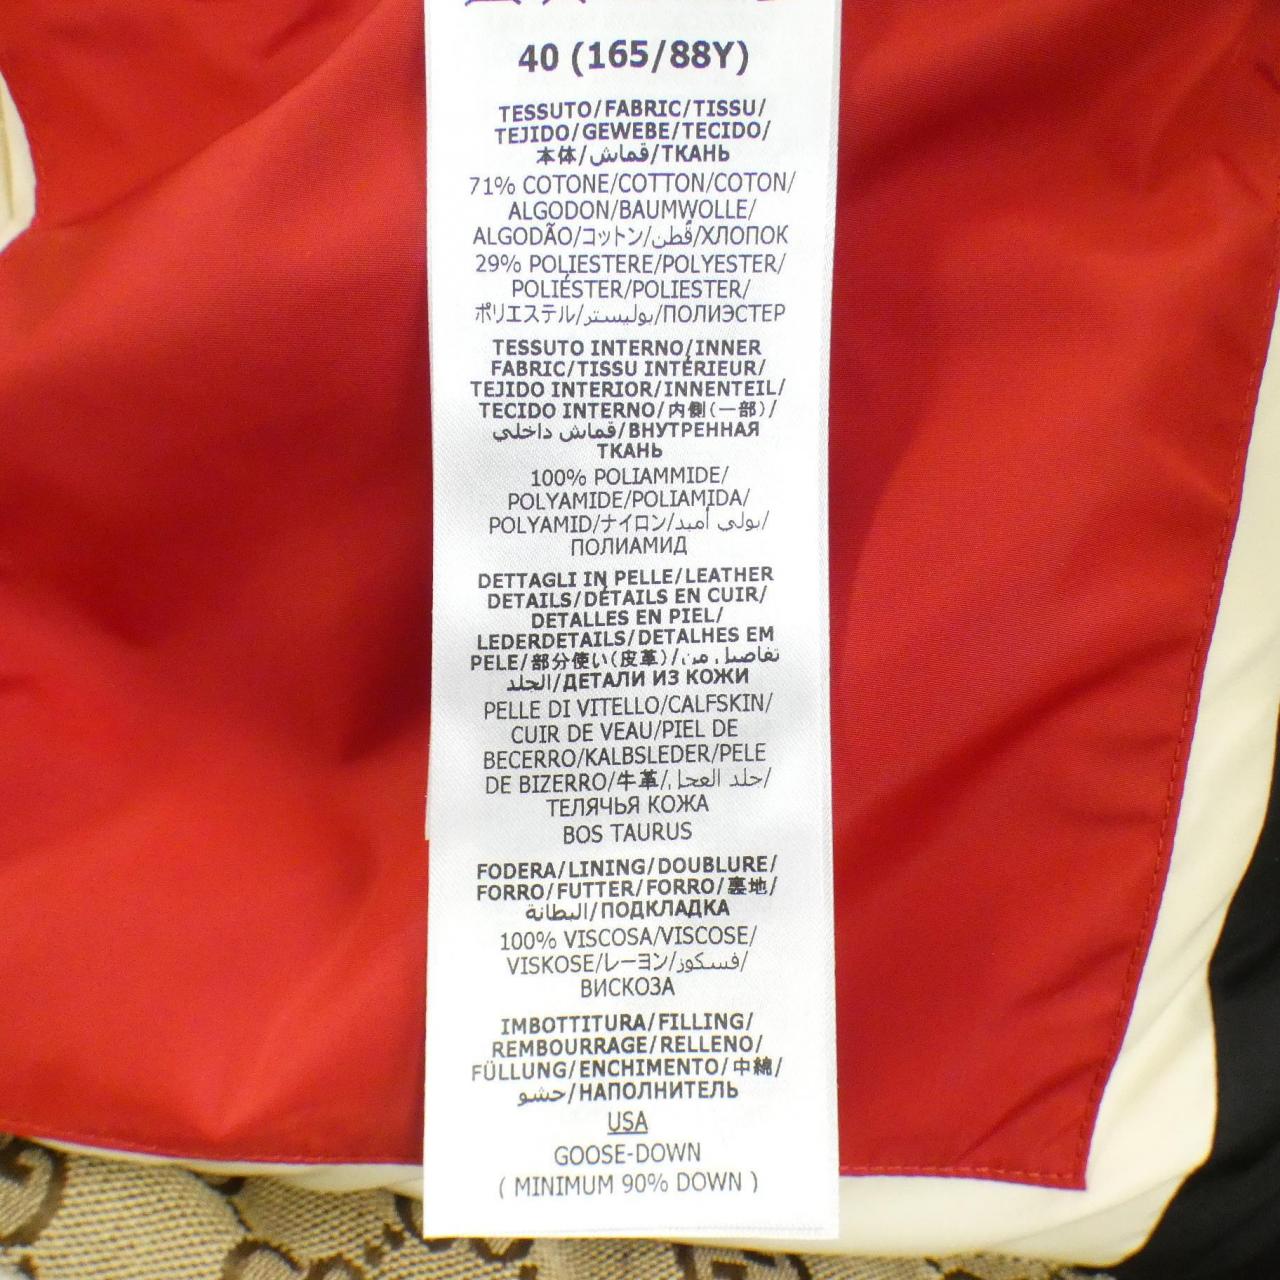 40 (165/88Y)
TESSUTO/FABRIC/TISSU/
TEJIDO/GEWEBE/TECIDO/
本体/قماش/ТКАНЬ
71% COTONE/COTTON/COTON/
ALGODON/BAUMWOLLE/
ALGODÃO/コットン/قُطن/ХЛОПОК
29% POLIESTERE/POLYESTER/
POLIÉSTER/POLIESTER/
ポリエステル/بوليستر/ПОЛИЭСТЕР
TESSUTO INTERNO/INNER
FABRIC/TISSU INTÉRIEUR/
TEJIDO INTERIOR/INNENTEIL/
TECIDO INTERNO/内側(一部)/
قماش داخلي/ВНУТРЕННАЯ
ТКАНЬ
100% POLIAMMIDE/
POLYAMIDE/POLIAMIDA/
POLYAMID/ナイロン/بولي أميد/
ПОЛИАМИД
DETTAGLI IN PELLE/LEATHER
DETAILS/DÉTAILS EN CUIR/
DETALLES EN PIEL/
LEDERDETAILS/DETALHES EM
PELE/部分使い(皮革)/تفاصيل من
الجلد/ДЕТАЛИ ИЗ КОЖИ
PELLE DI VITELLO/CALFSKIN/
CUIR DE VEAU/PIEL DE
BECERRO/KALBSLEDER/PELE
DE BIZERRO/牛革/جلد العجل/
ТЕЛЯЧЬЯ КОЖА
BOS TAURUS
FODERA/LINING/DOUBLURE/
FORRO/FUTTER/FORRO/裏地/
البطانة/ПОДКЛАДКА
100% VISCOSA/VISCOSE/
VISKOSE/レーヨン/فسكوز/
ВИСКОЗА
IMBOTTITURA/FILLING/
REMBOURRAGE/RELLENO/
FÜLLUNG/ENCHIMENTO/中綿/
حشو/НАПОЛНИТЕЛЬ
USA
GOOSE-DOWN
( MINIMUM 90% DOWN )